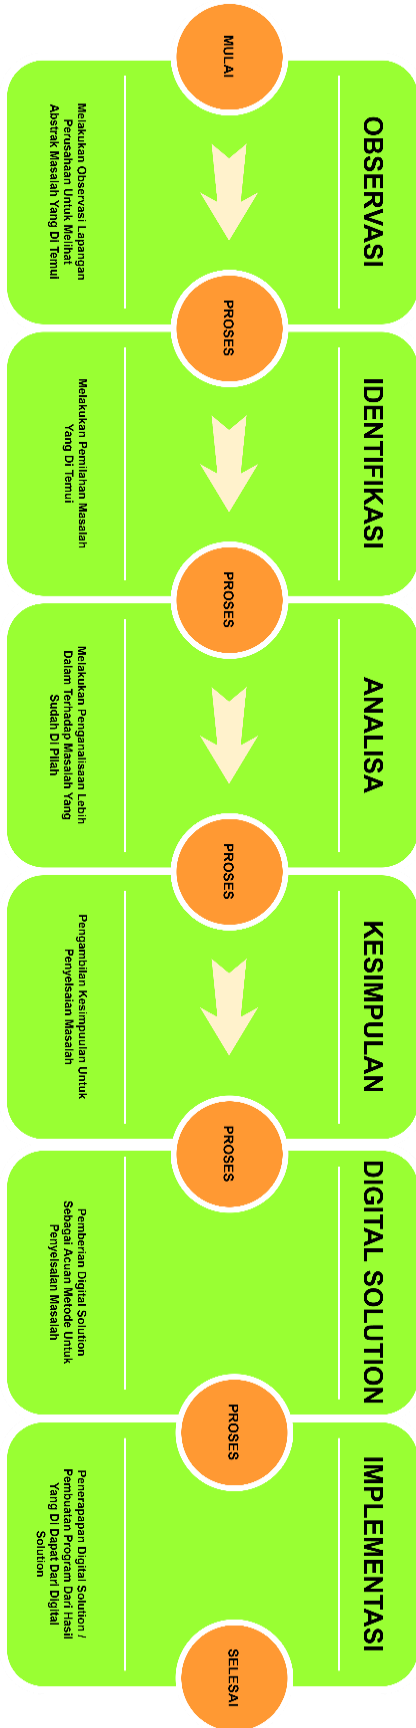 MULAI
OBSERVASI
Melakukan Observasi Lapangan
Perusahaan Untuk Melihat
Abstrak Masalah Yang Di Temui
PROSES
IDENTIFIKASI
Melakukan Pemilahan Masalah
Yang Di Temui
PROSES
ANALISA
Melakukan Penganalisaan Lebih
Dalam Terhadap Masalah Yang
Sudah Di Pilah
PROSES
KESIMPULAN
Pengambilan Kesimpuulan Untuk
Penyelsaian Masalah
PROSES
DIGITAL SOLUTION
Pemberian Digital Solution
Sebagai Acuan Metode Untuk
Penyelsaian Masalah
PROSES
IMPLEMENTASI
Penerapapan Digital Solution /
Pembuatan Program Dari Hasil
Yang Di Dapat Dari Digital
Solution
SELESAI